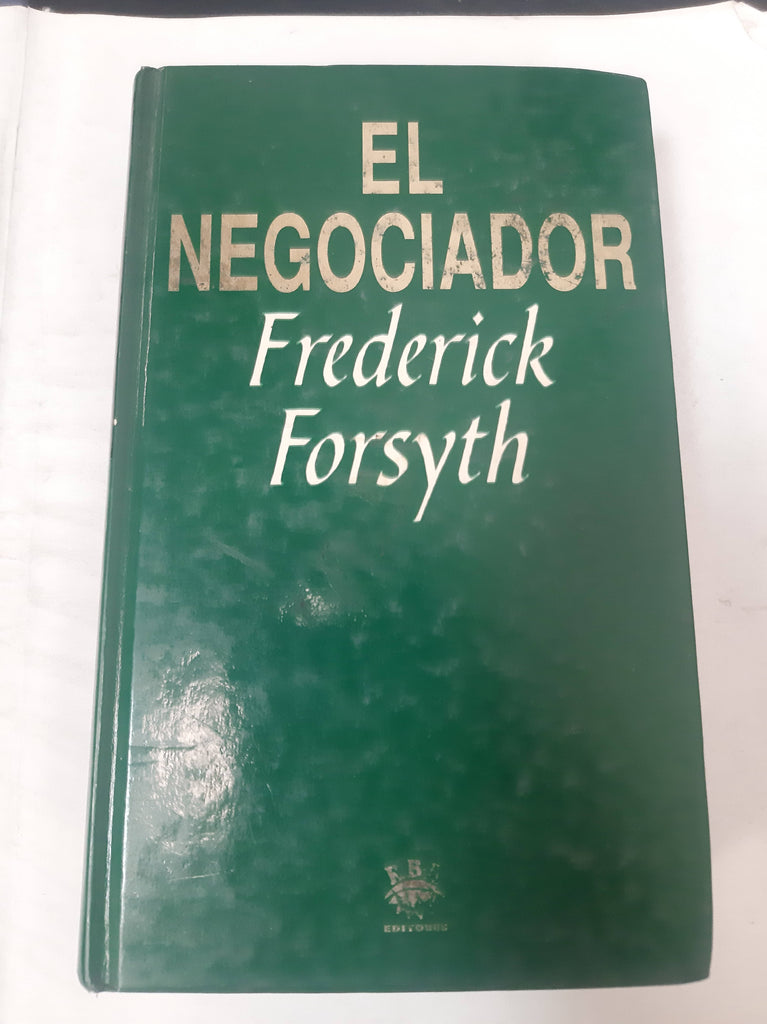 EL
NEGOCIADOR
Frederick
Forsyth
EDITORES